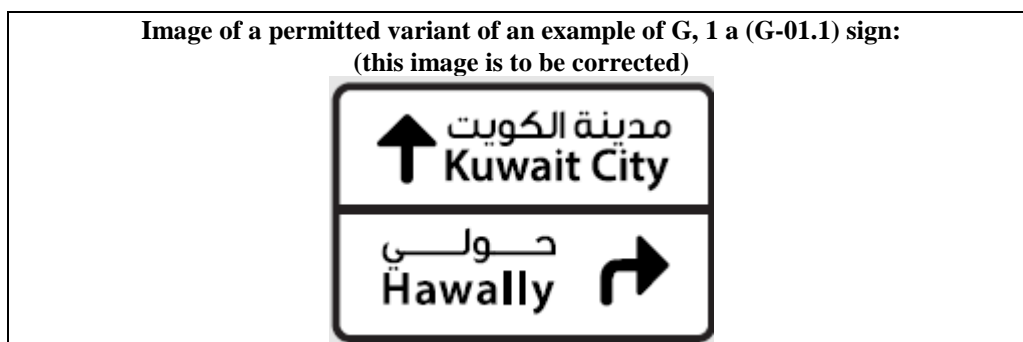 Image of a permitted variant of an example of G, 1 a (G-01.1) sign:
(this image is to be corrected)
مدينة الكويت
Kuwait City
حـــولـــي
Hawally